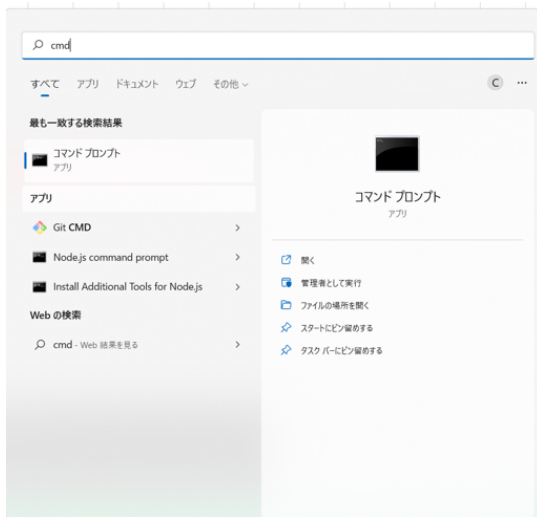 cmd
すべて アプリ ドキュメント ウェブ その他
C …
最も一致する検索結果
コマンド プロンプト
アプリ
アプリ
Git CMD
Node.js command prompt
Install Additional Tools for Node.js
Web の検索
cmd - Web 結果を見る
コマンド プロンプト
アプリ
開く
管理者として実行
ファイルの場所を開く
スタートにピン留めする
タスク バーにピン留めする